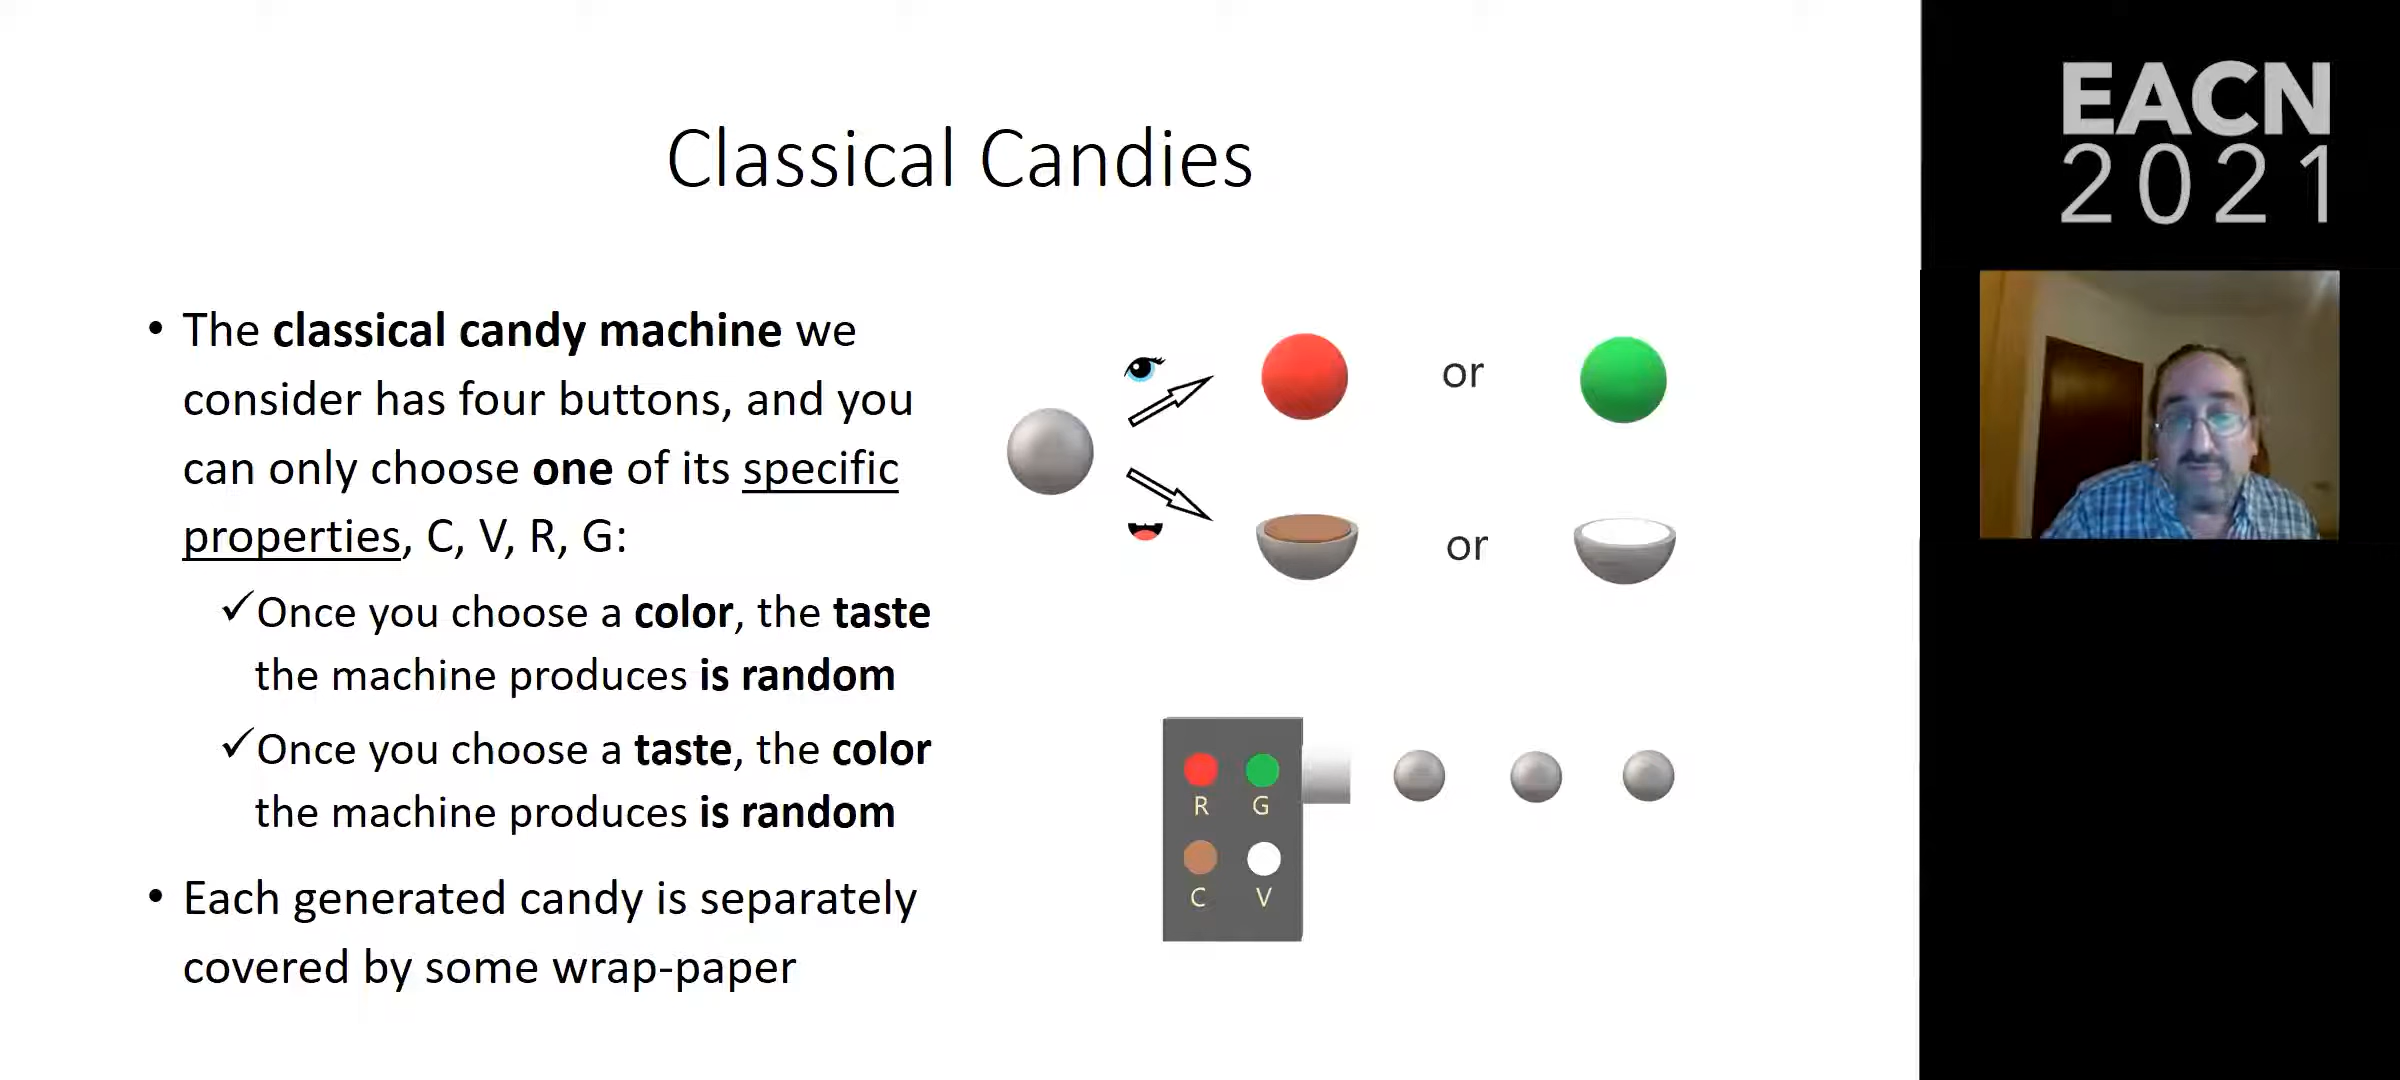 Classical Candies
• The classical candy machine we
consider has four buttons, and you
can only choose one of its specific
properties, C, V, R, G:
✓Once you choose a color, the taste
the machine produces is random
✓Once you choose a taste, the color
the machine produces is random
• Each generated candy is separately
covered by some wrap-paper
or
or
R G
C V
EACN
2021